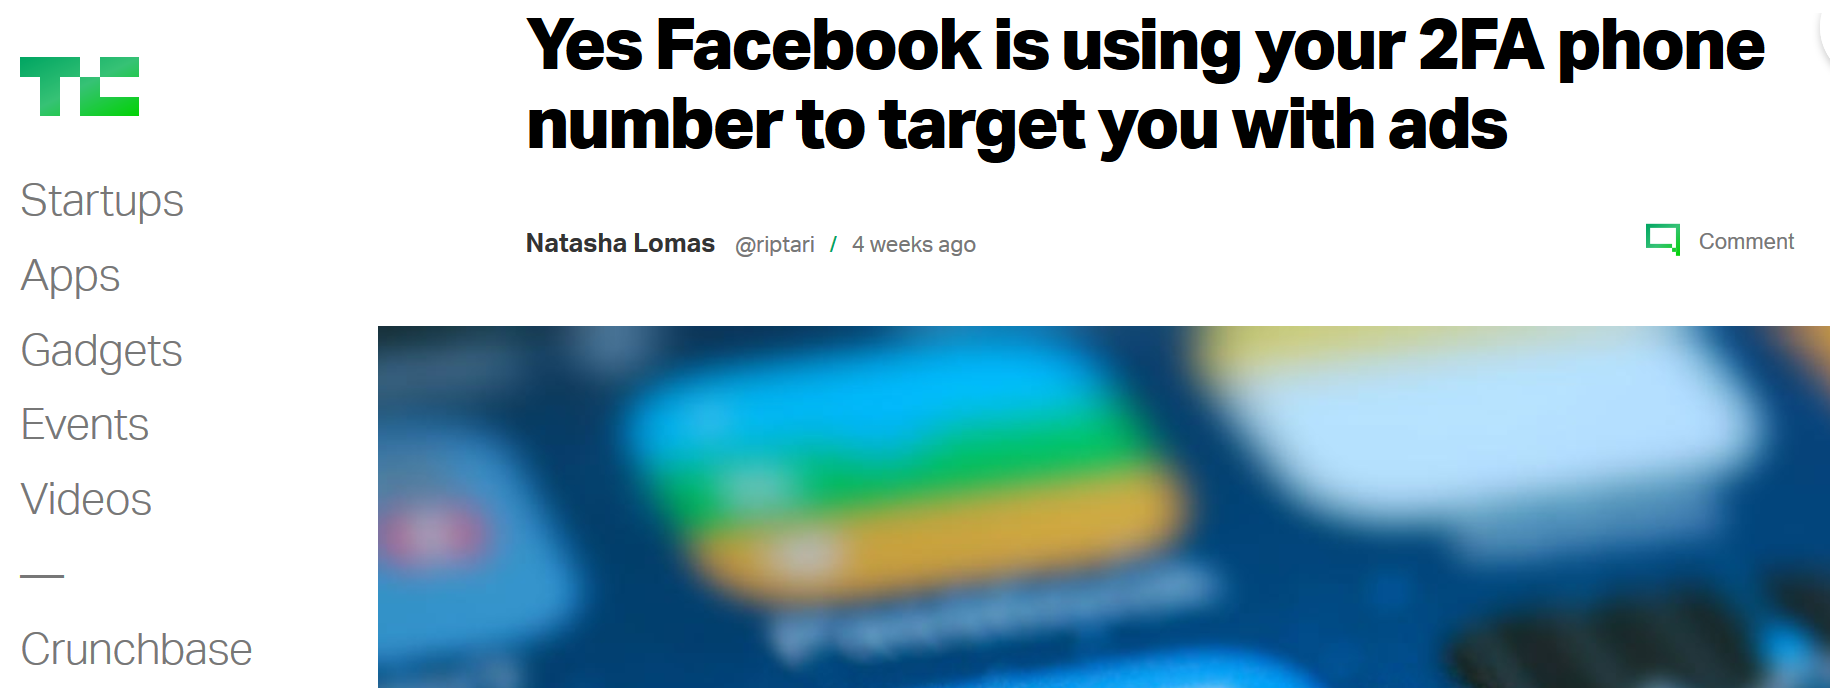 TC
Yes Facebook is using your 2FA phone
number to target you with ads
Natasha Lomas @riptari / 4 weeks ago
Comment
Startups
Apps
Gadgets
Events
Videos
Crunchbase